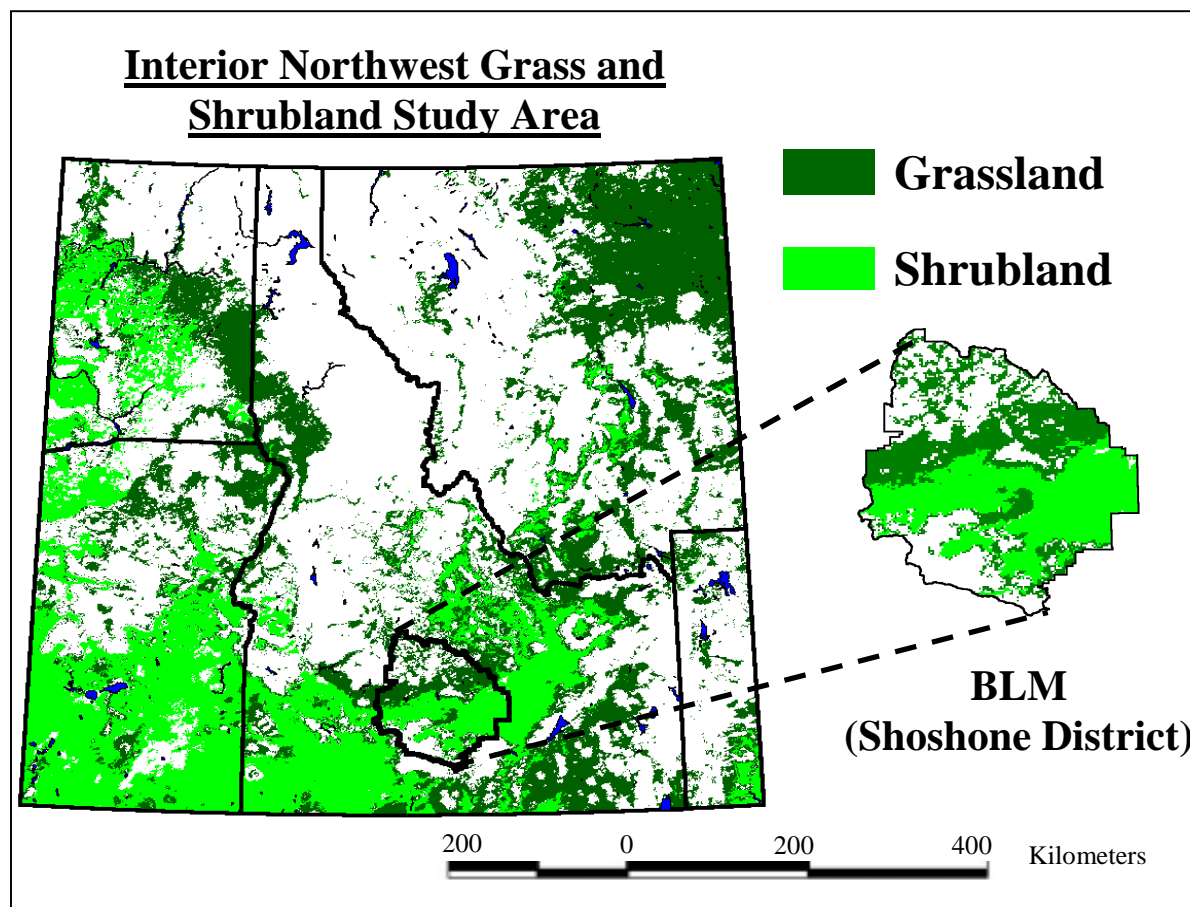 Interior Northwest Grass and
Shrubland Study Area
Grassland
Shrubland
BLM
(Shoshone District)
200 0 200 400 Kilometers